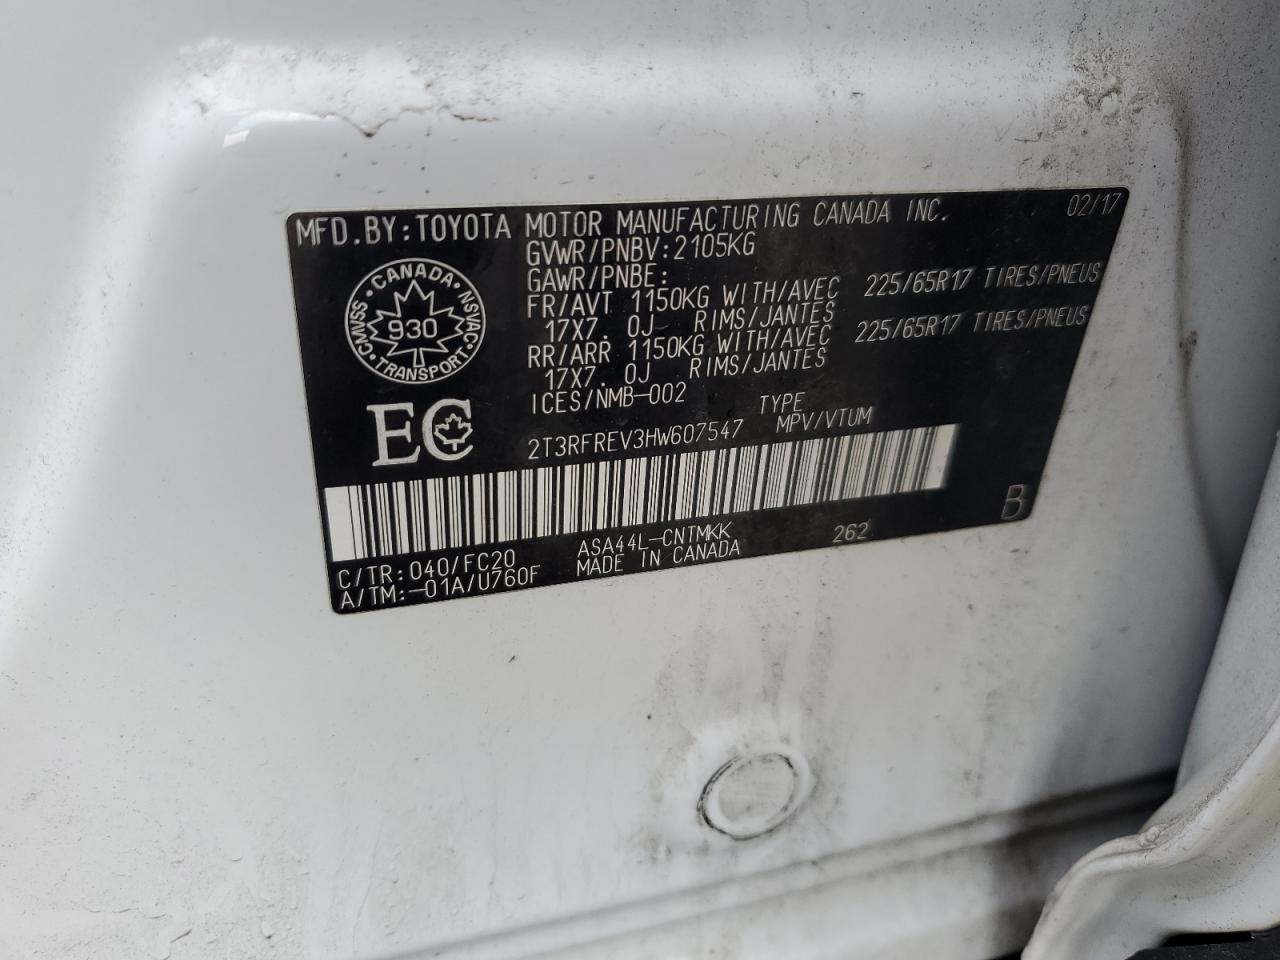 MFD.BY:TOYOTA MOTOR MANUFACTURING CANADA INC. 02/17
GVWR/PNBV:2105KG
GAWR/PNBE:
FR/AVT 1150KG WITH/AVEC 225/65R17 TIRES/PNEUS
17X7. 0J RIMS/JANTES
RR/ARR 1150KG WITH/AVEC 225/65R17 TIRES/PNEUS
17X7. 0J RIMS/JANTES
ICES/NMB-002 TYPE
2T3RFREV3HW607547 MPV/VTUM
CANADA
CMVSS 930 NSVAC
TRANSPORT
EC
B
C/TR: 040/FC20 ASA44L-CNTMKK 262
A/TM:-01A/U760F MADE IN CANADA